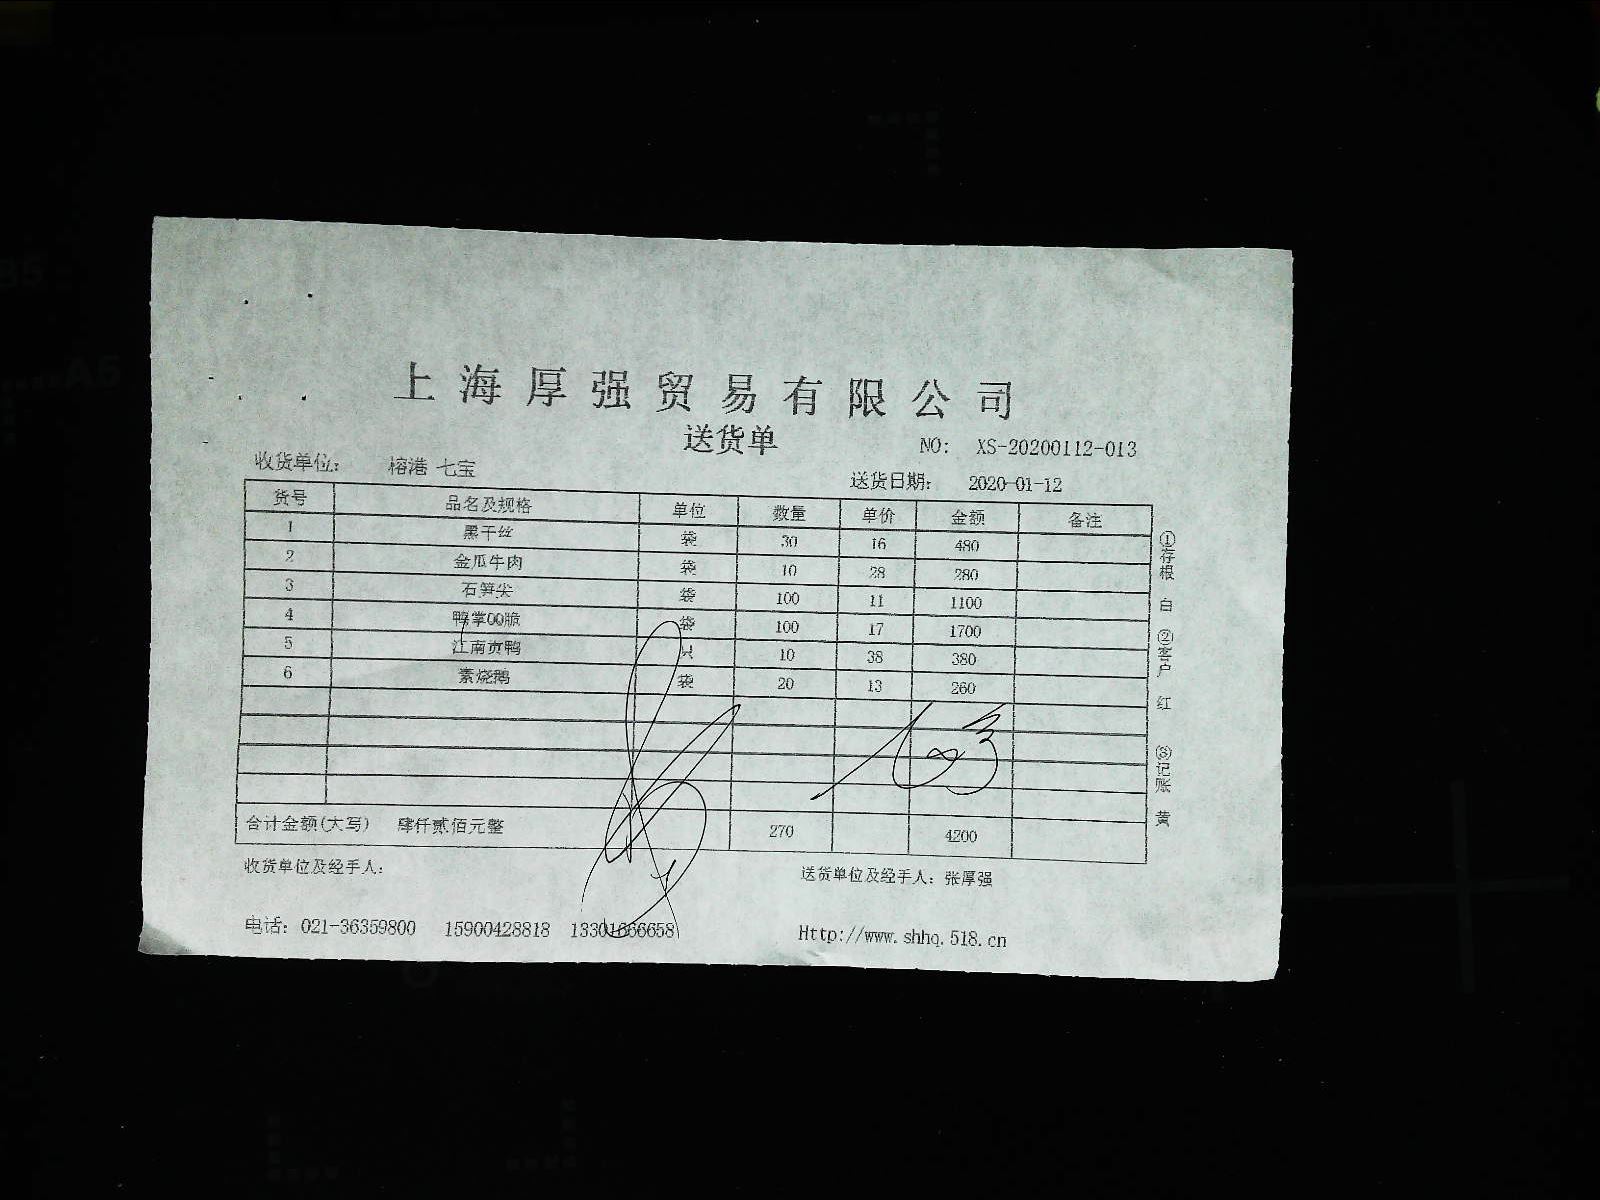 上海厚强贸易有限公司
送货单
NO: XS-20200112-013
收货单位: 榕港 七宝
送货日期: 2020-01-12
货号 品名及规格 单位 数量 单价 金额 备注
1 黑干丝 袋 30 16 480
2 金瓜牛肉 袋 10 28 280
3 石笋尖 袋 100 11 1100
4 鸭掌QQ脆 袋 100 17 1700
5 江南贡鸭 只 10 38 380
6 素烧鹅 袋 20 13 260
合计金额(大写) 肆仟贰佰元整 270 4200
收货单位及经手人:
送货单位及经手人: 张厚强
电话: 021-36359800 15900428818 13301666658
Http://www.shhq.518.cn
①存根 白 ②客户 红 ③记账 黄